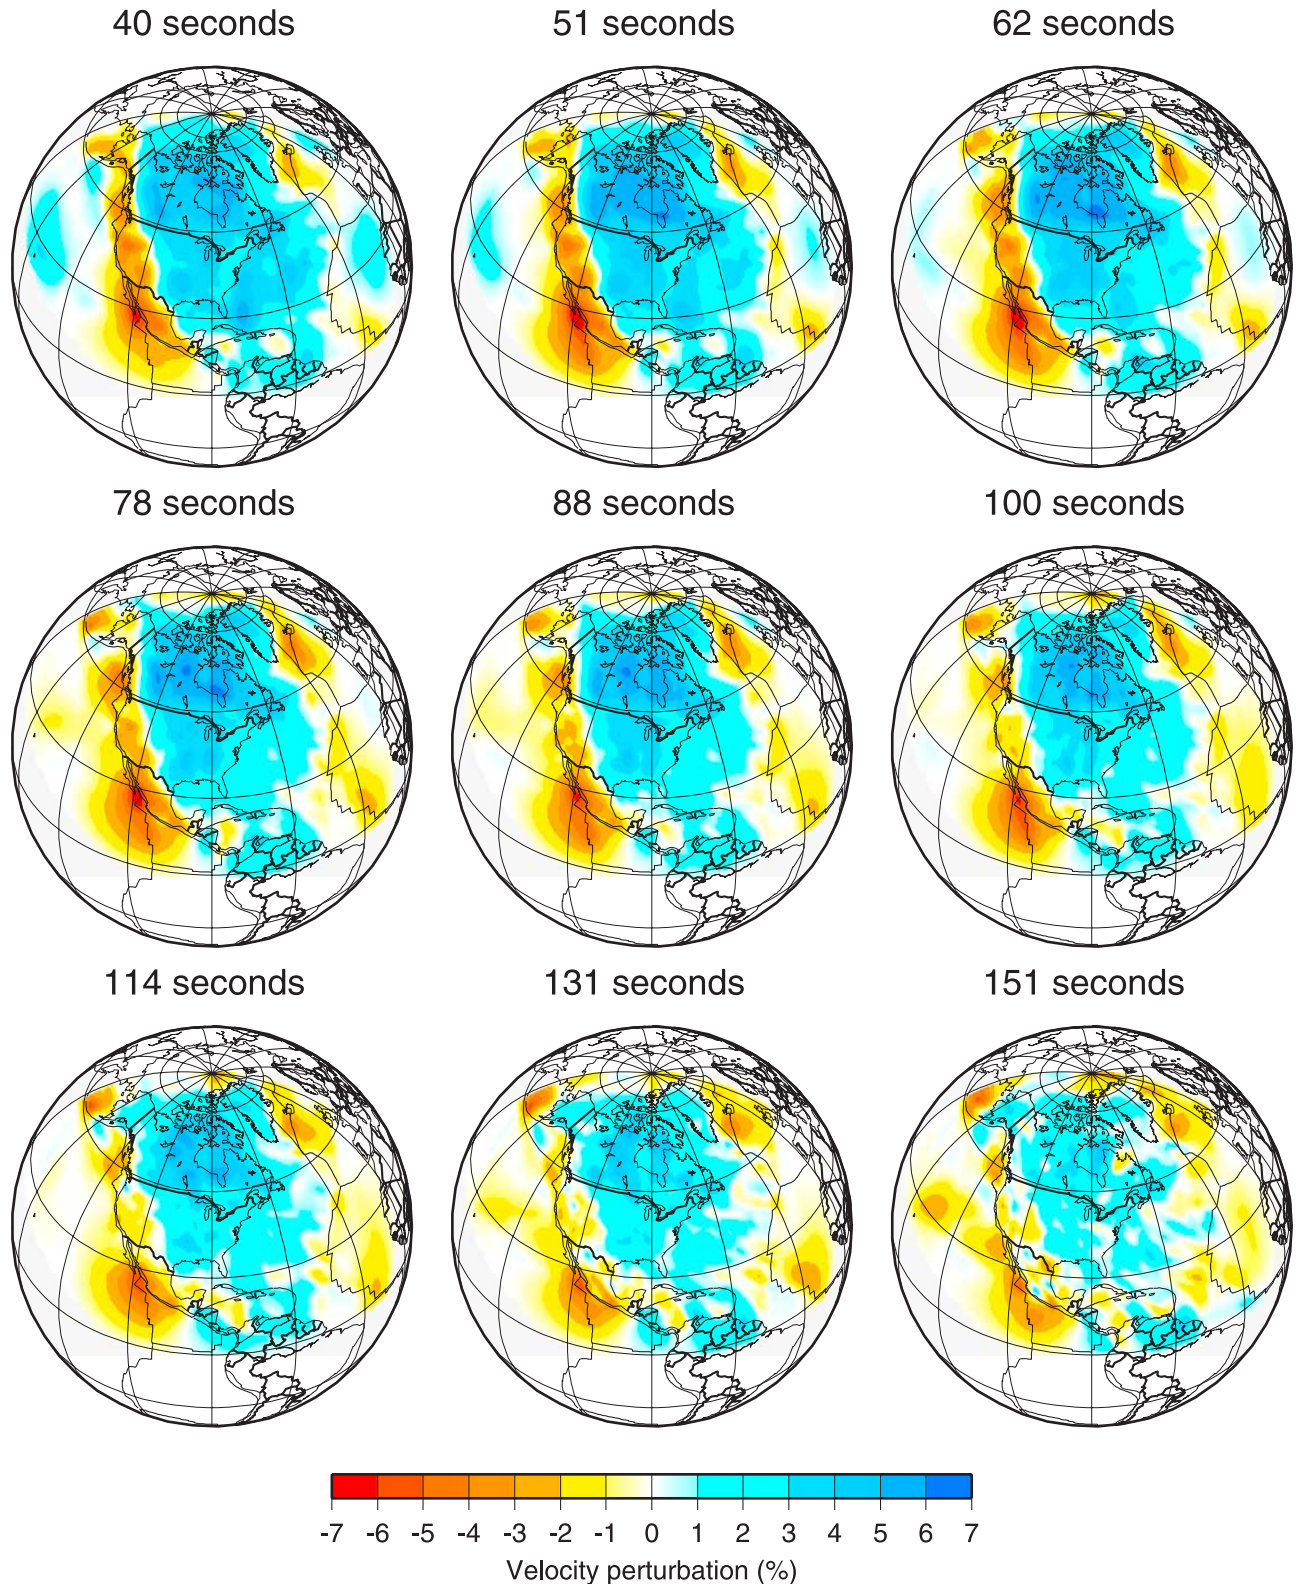 40 seconds 51 seconds 62 seconds
78 seconds 88 seconds 100 seconds
114 seconds 131 seconds 151 seconds
-7 -6 -5 -4 -3 -2 -1 0 1 2 3 4 5 6 7
Velocity perturbation (%)